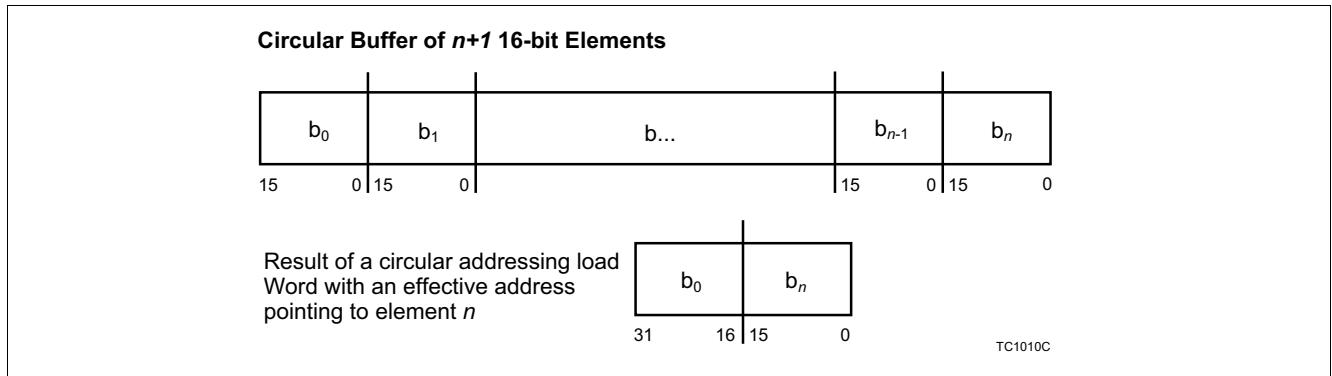 Circular Buffer of n+1 16-bit Elements
b₀ b₁ b... bₙ₋₁ bₙ
15 0 15 0 15 0 15 0
Result of a circular addressing load
Word with an effective address
pointing to element n
b₀ bₙ
31 16 15 0
TC1010C